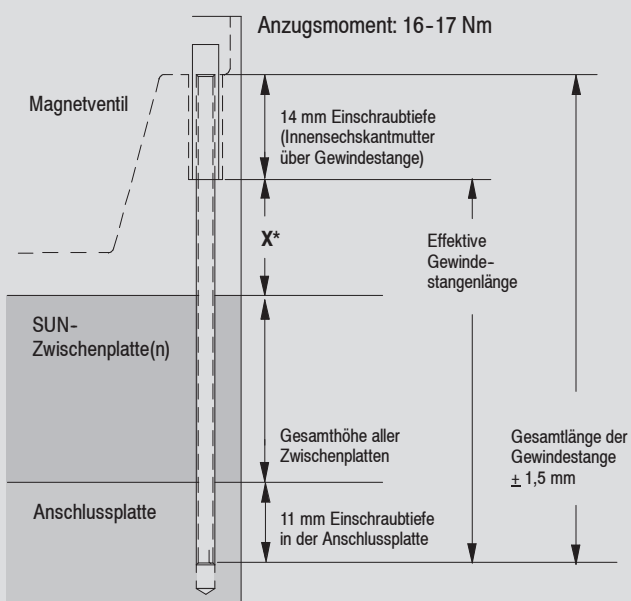 Anzugsmoment: 16-17 Nm
Magnetventil
14 mm Einschraubtiefe
(Innensechskantmutter
über Gewindestange)
X*
Effektive
Gewinde-
stangenlänge
SUN-
Zwischenplatte(n)
Gesamthöhe aller
Zwischenplatten
Gesamtlänge der
Gewindestange
± 1,5 mm
Anschlussplatte
11 mm Einschraubtiefe
in der Anschlussplatte